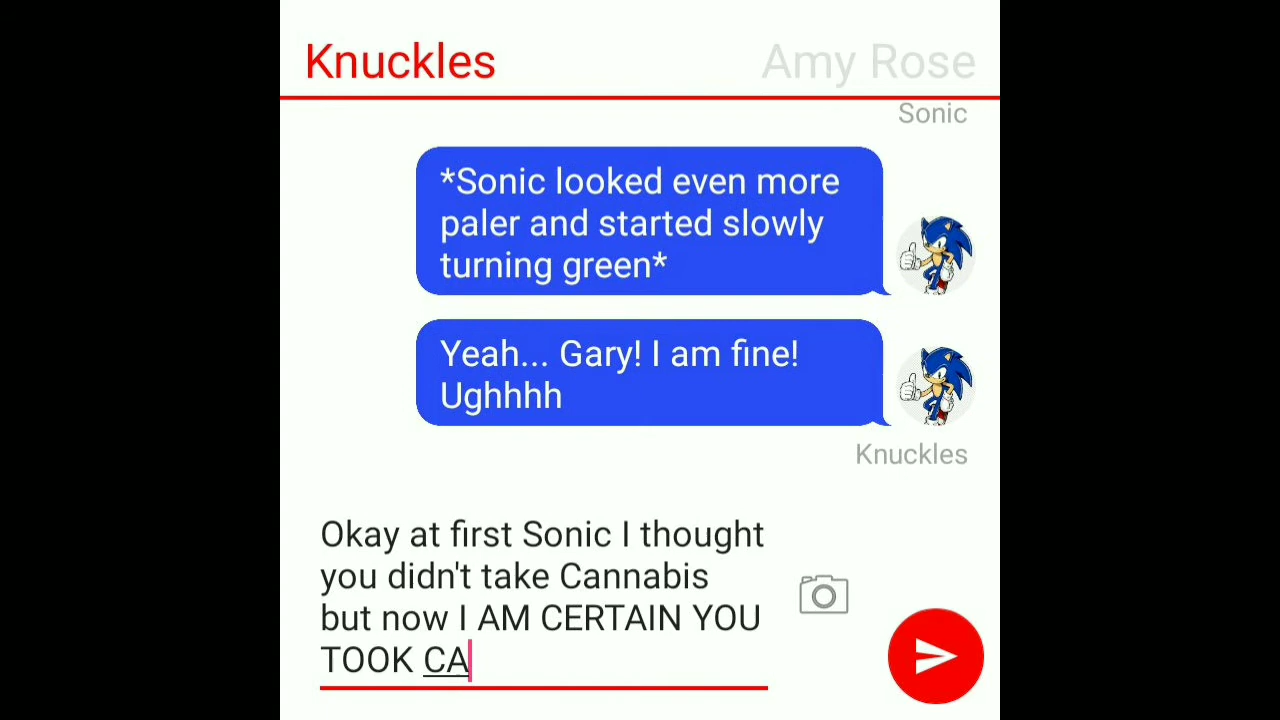 Knuckles
Amy Rose
Sonic
*Sonic looked even more
paler and started slowly
turning green*
Yeah... Gary! I am fine!
Ughhhh
Knuckles
Okay at first Sonic I thought
you didn't take Cannabis
but now I AM CERTAIN YOU
TOOK CA